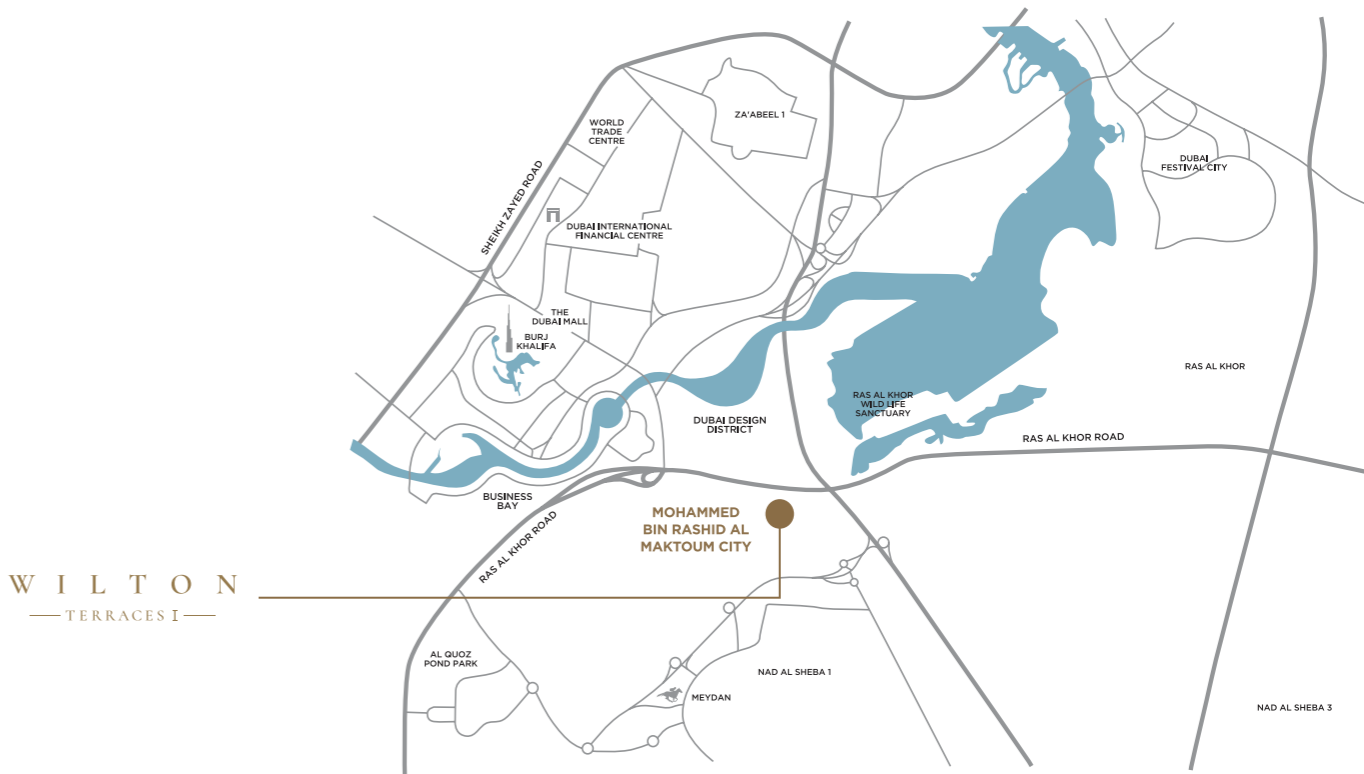 ZA'ABEEL 1
WORLD
TRADE
CENTRE
DUBAI
FESTIVAL CITY
SHEIKH ZAYED ROAD
DUBAI INTERNATIONAL
FINANCIAL CENTRE
THE
DUBAI MALL
BURJ
KHALIFA
RAS AL KHOR
RAS AL KHOR
WILD LIFE
SANCTUARY
DUBAI DESIGN
DISTRICT
RAS AL KHOR ROAD
BUSINESS
BAY
MOHAMMED
BIN RASHID AL
MAKTOUM CITY
RAS AL KHOR ROAD
WILTON
TERRACES I
AL QUOZ
POND PARK
NAD AL SHEBA 1
MEYDAN
NAD AL SHEBA 3